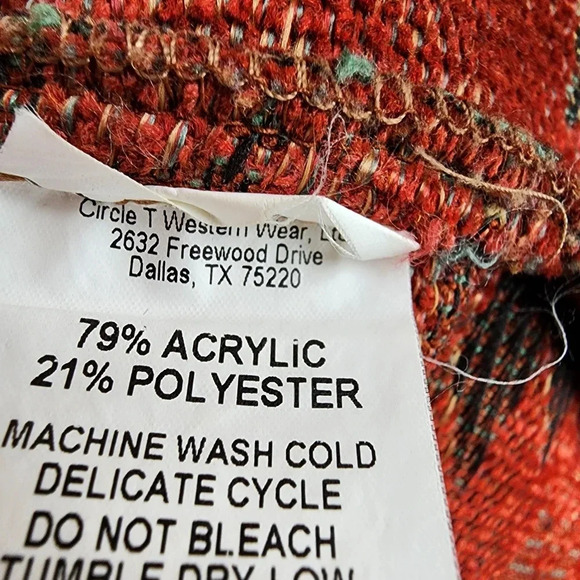 Circle T Western Wear, Ltd
2632 Freewood Drive
Dallas, TX 75220
79% ACRYLIC
21% POLYESTER
MACHINE WASH COLD
DELICATE CYCLE
DO NOT BLEACH
TUMBLE DRY LOW